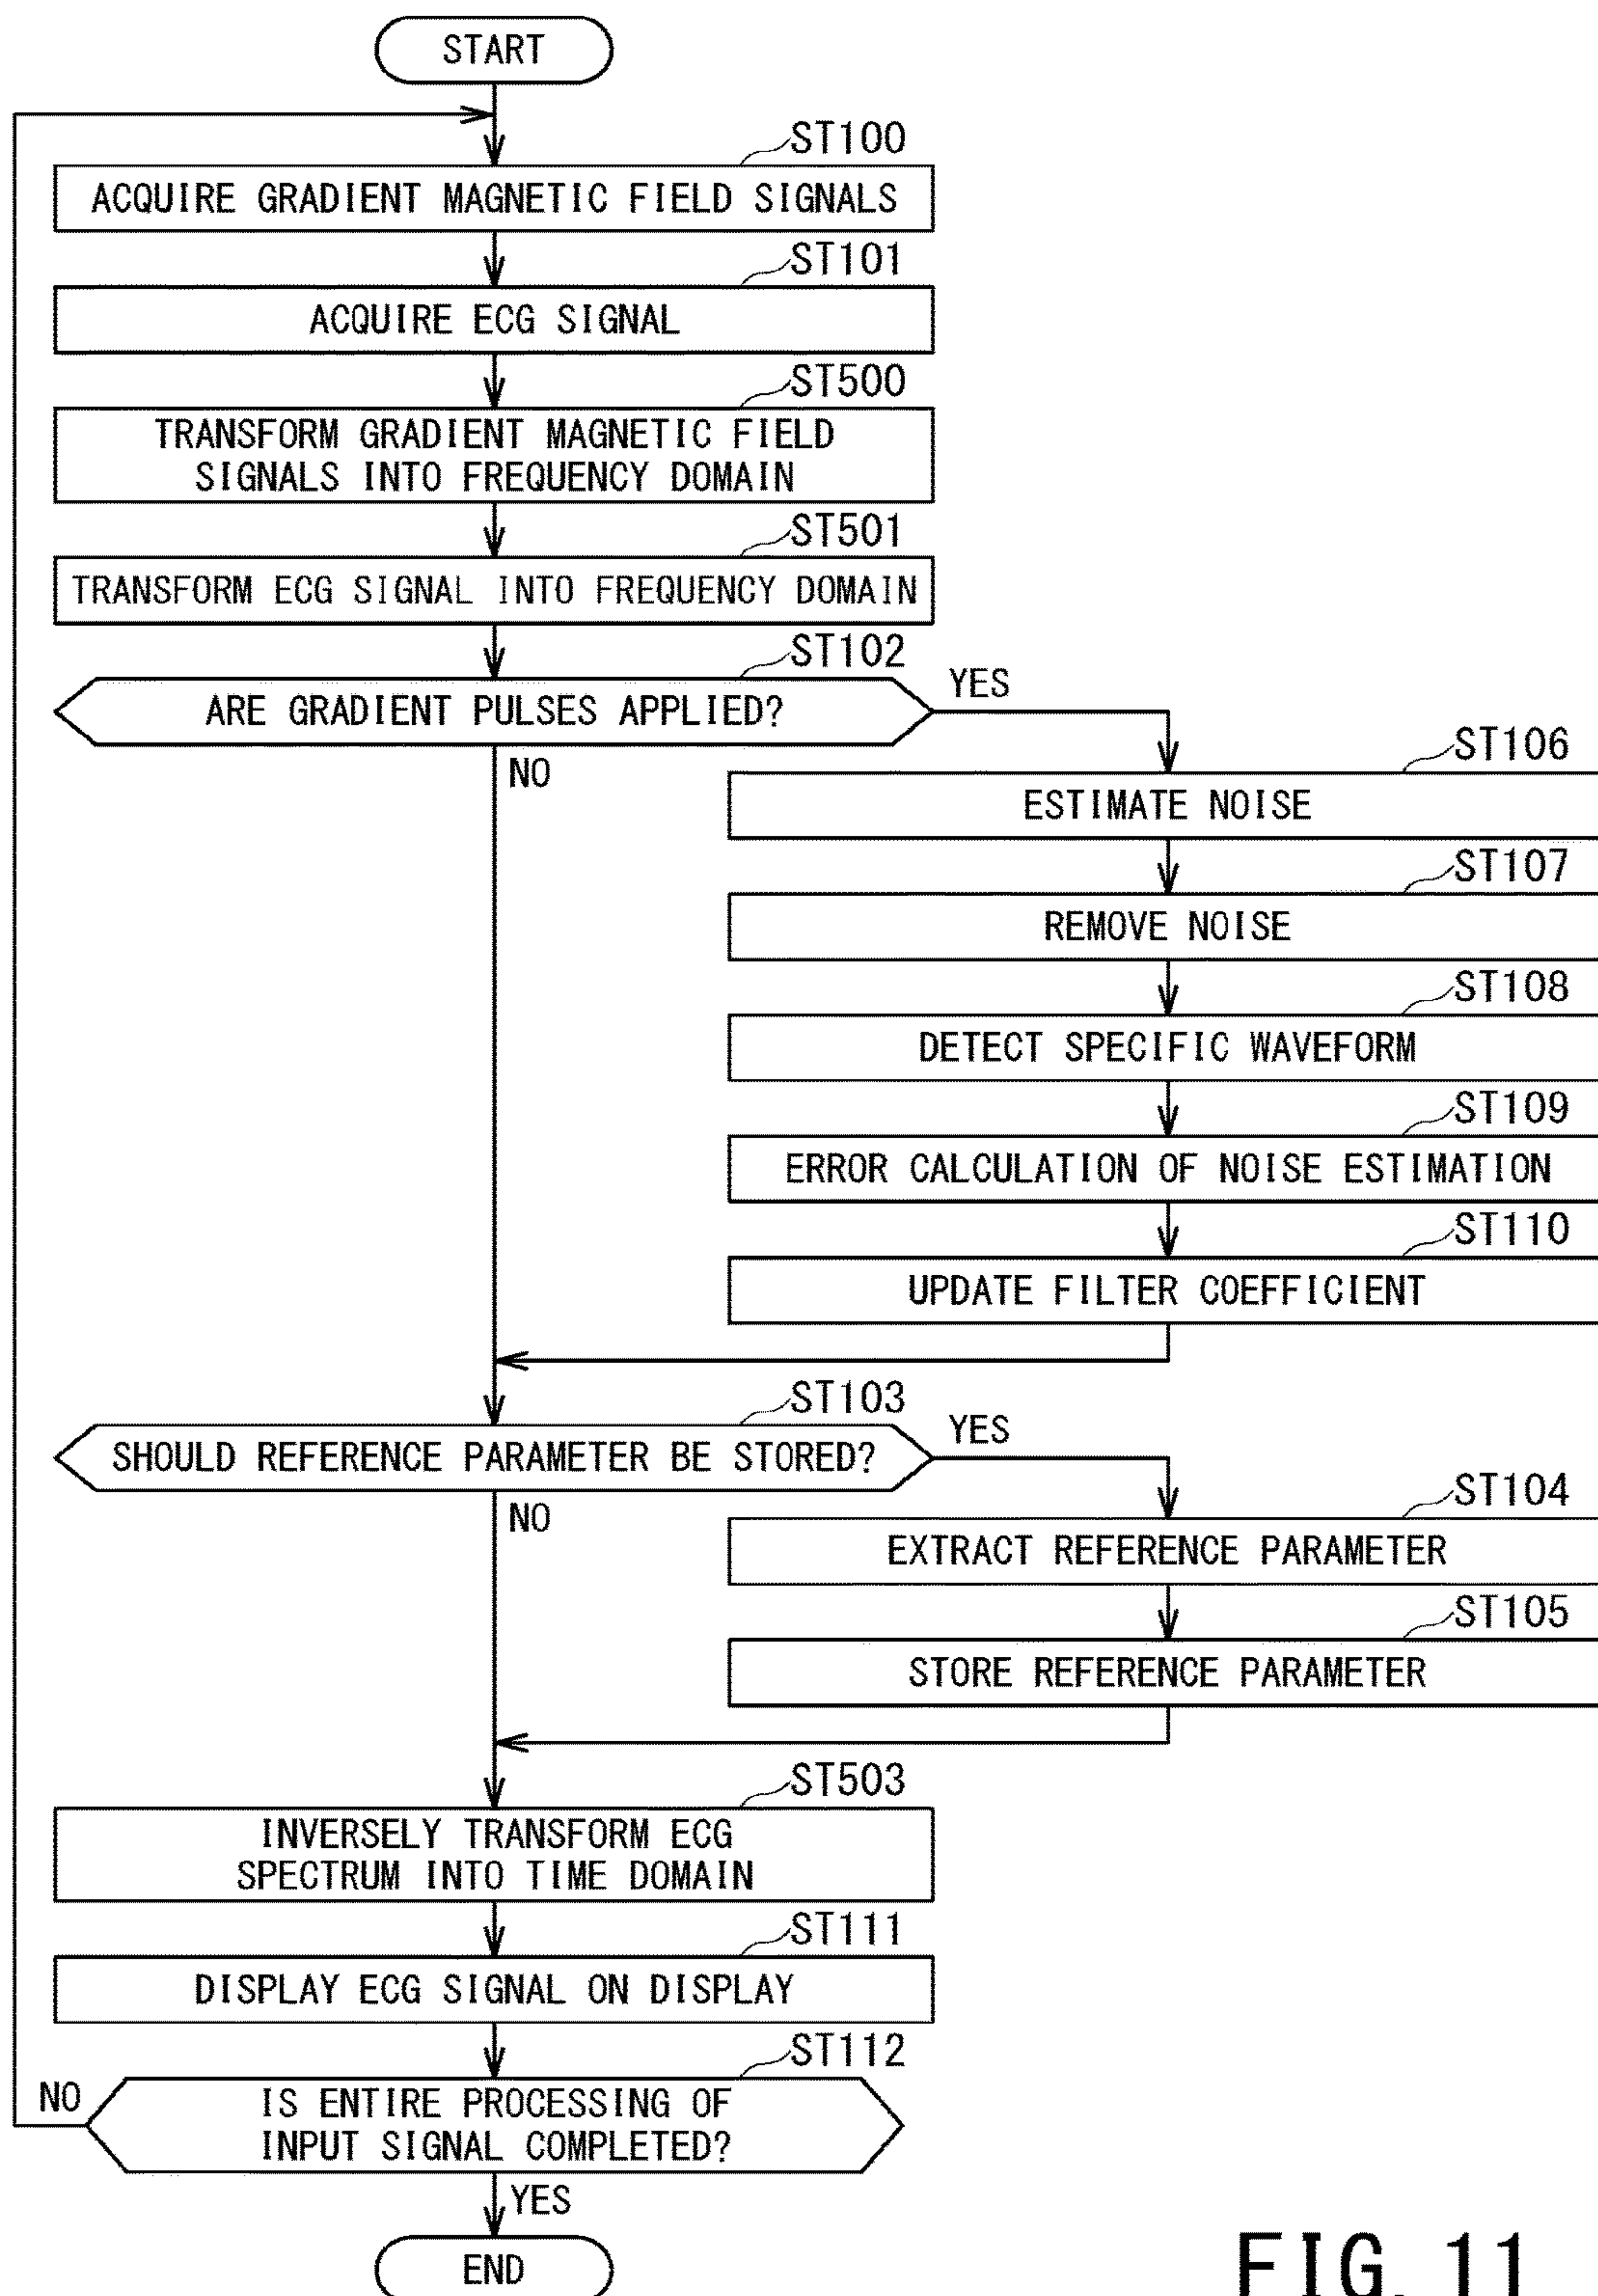 START
ST100
ACQUIRE GRADIENT MAGNETIC FIELD SIGNALS
ST101
ACQUIRE ECG SIGNAL
ST500
TRANSFORM GRADIENT MAGNETIC FIELD
SIGNALS INTO FREQUENCY DOMAIN
ST501
TRANSFORM ECG SIGNAL INTO FREQUENCY DOMAIN
ST102
ARE GRADIENT PULSES APPLIED?
YES
NO
ST106
ESTIMATE NOISE
ST107
REMOVE NOISE
ST108
DETECT SPECIFIC WAVEFORM
ST109
ERROR CALCULATION OF NOISE ESTIMATION
ST110
UPDATE FILTER COEFFICIENT
ST103
SHOULD REFERENCE PARAMETER BE STORED?
YES
NO
ST104
EXTRACT REFERENCE PARAMETER
ST105
STORE REFERENCE PARAMETER
ST503
INVERSELY TRANSFORM ECG
SPECTRUM INTO TIME DOMAIN
ST111
DISPLAY ECG SIGNAL ON DISPLAY
ST112
NO
IS ENTIRE PROCESSING OF
INPUT SIGNAL COMPLETED?
YES
END
FIG. 11